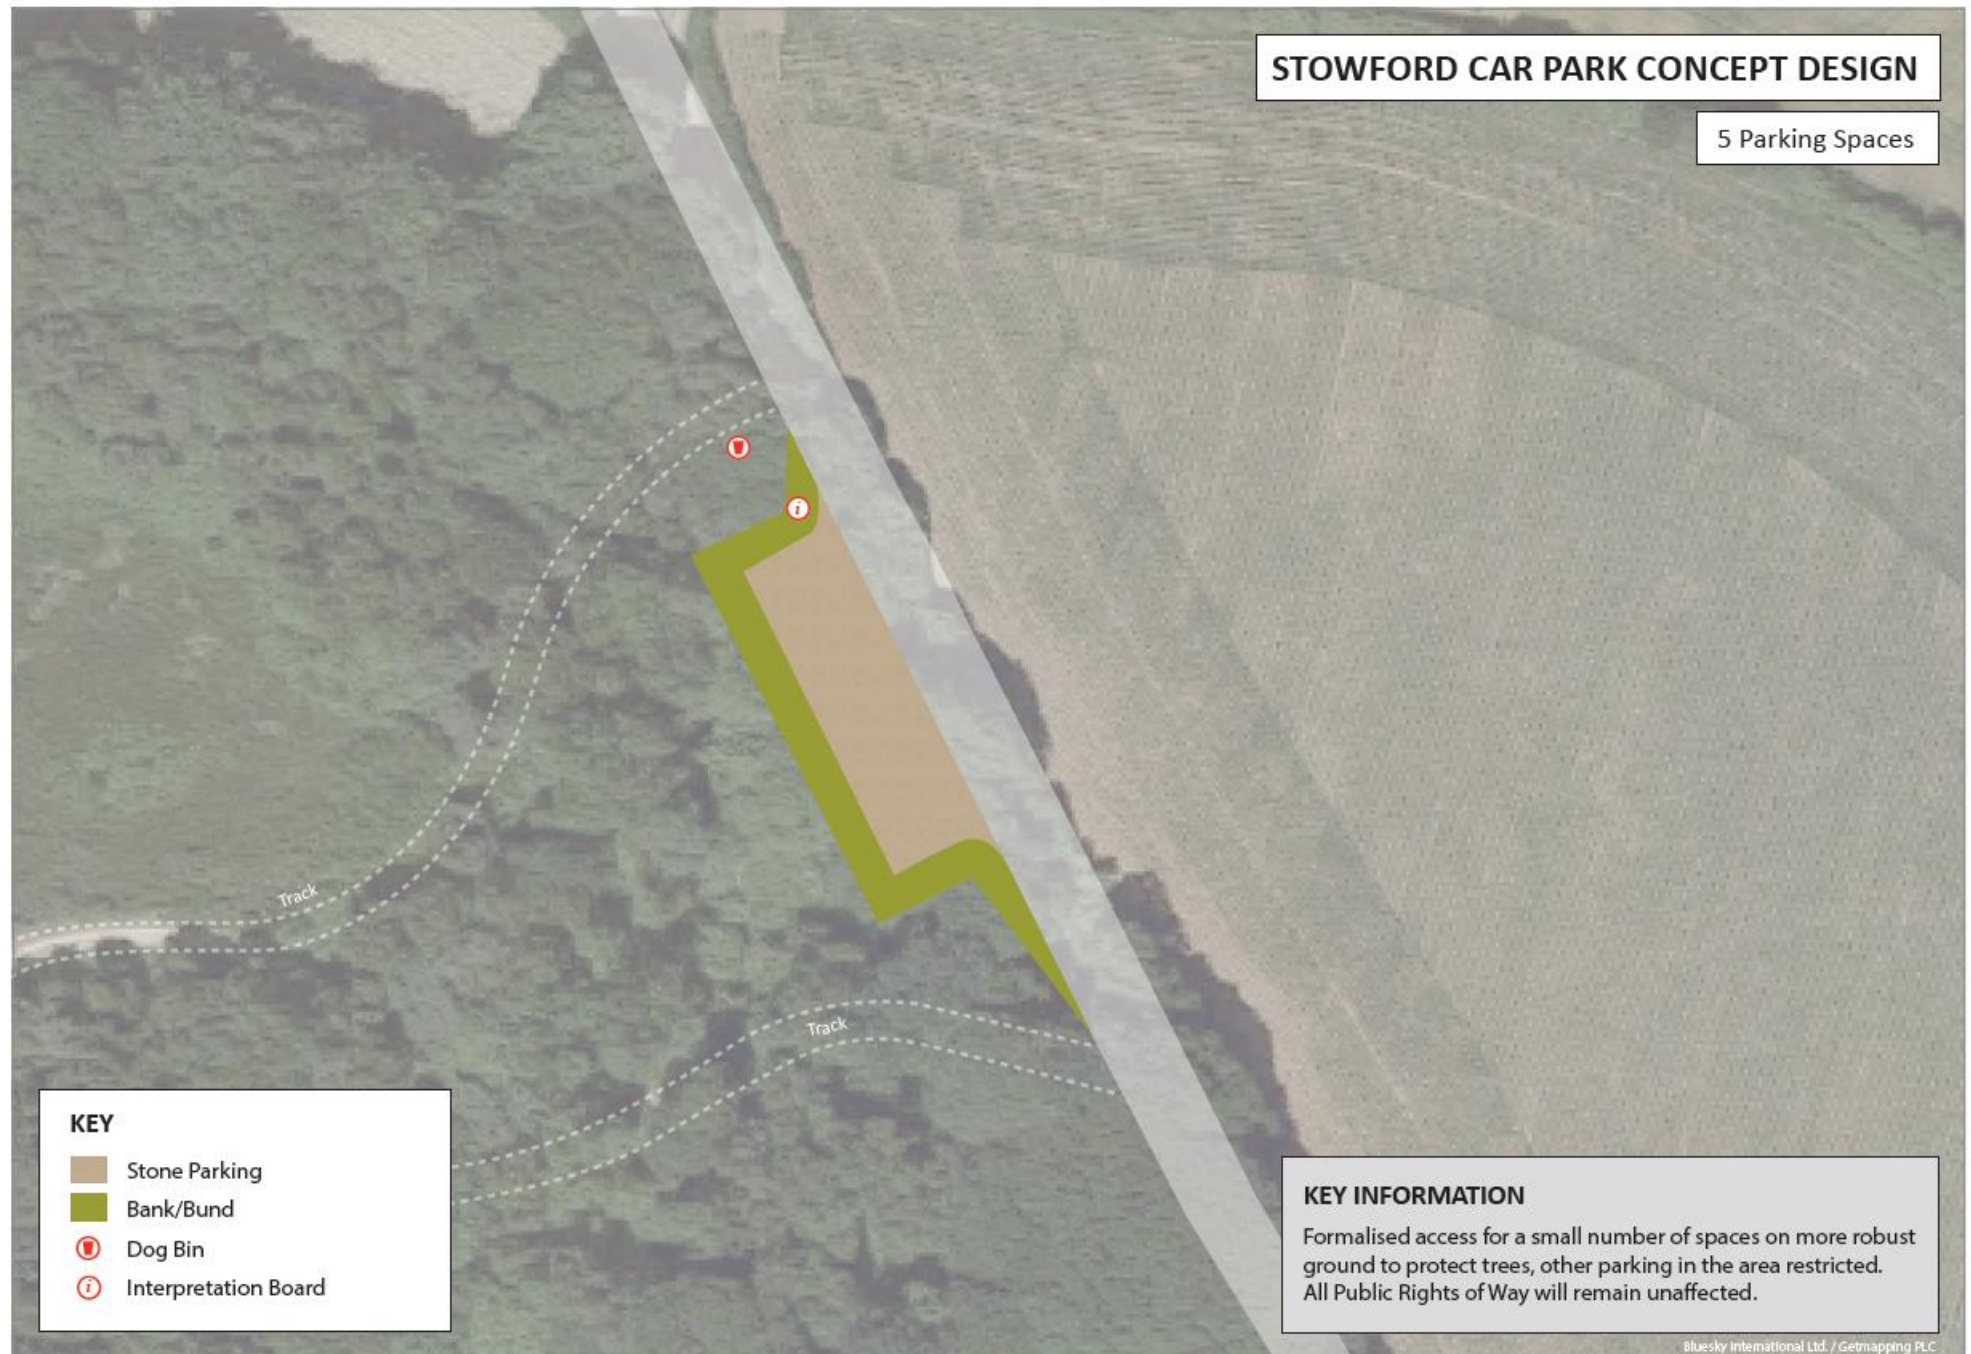 STOWFORD CAR PARK CONCEPT DESIGN
5 Parking Spaces
i
Track
Track
KEY
Stone Parking
Bank/Bund
Dog Bin
i Interpretation Board
KEY INFORMATION
Formalised access for a small number of spaces on more robust
ground to protect trees, other parking in the area restricted.
All Public Rights of Way will remain unaffected.
Bluesky International Ltd. / Getmapping PLC